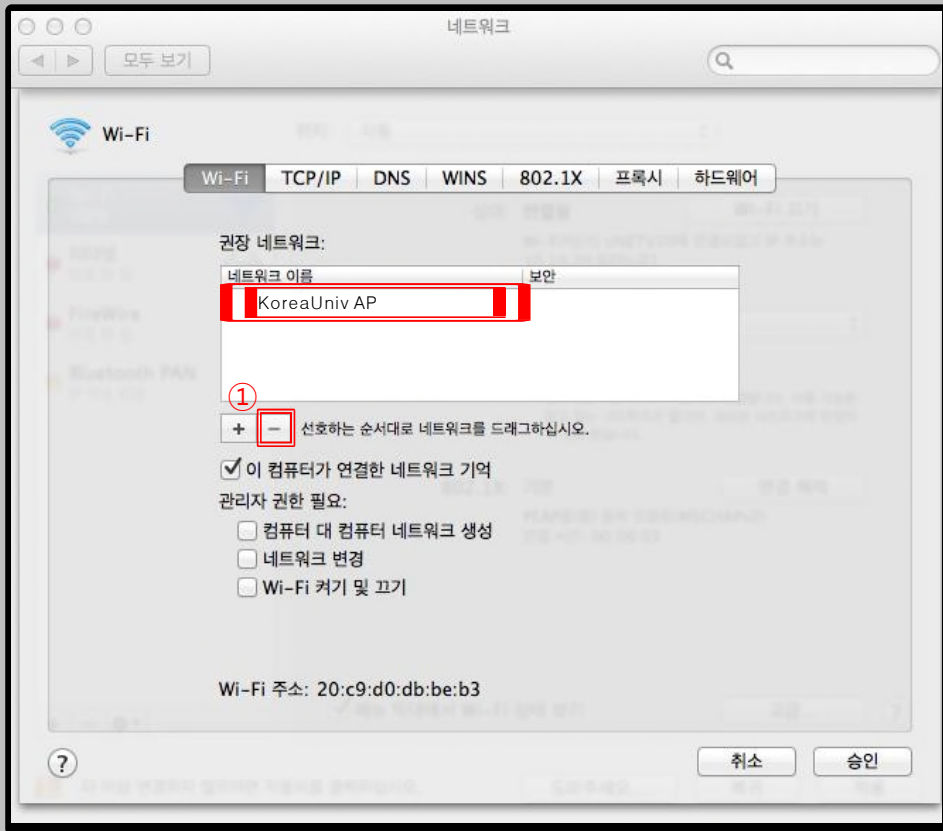 네트워크
모두 보기
Wi-Fi
Wi-Fi TCP/IP DNS WINS 802.1X 프록시 하드웨어
권장 네트워크:
네트워크 이름 보안
KoreaUniv AP
①
+ − 선호하는 순서대로 네트워크를 드래그하십시오.
이 컴퓨터가 연결한 네트워크 기억
관리자 권한 필요:
컴퓨터 대 컴퓨터 네트워크 생성
네트워크 변경
Wi-Fi 켜기 및 끄기
Wi-Fi 주소: 20:c9:d0:db:be:b3
? 취소 승인